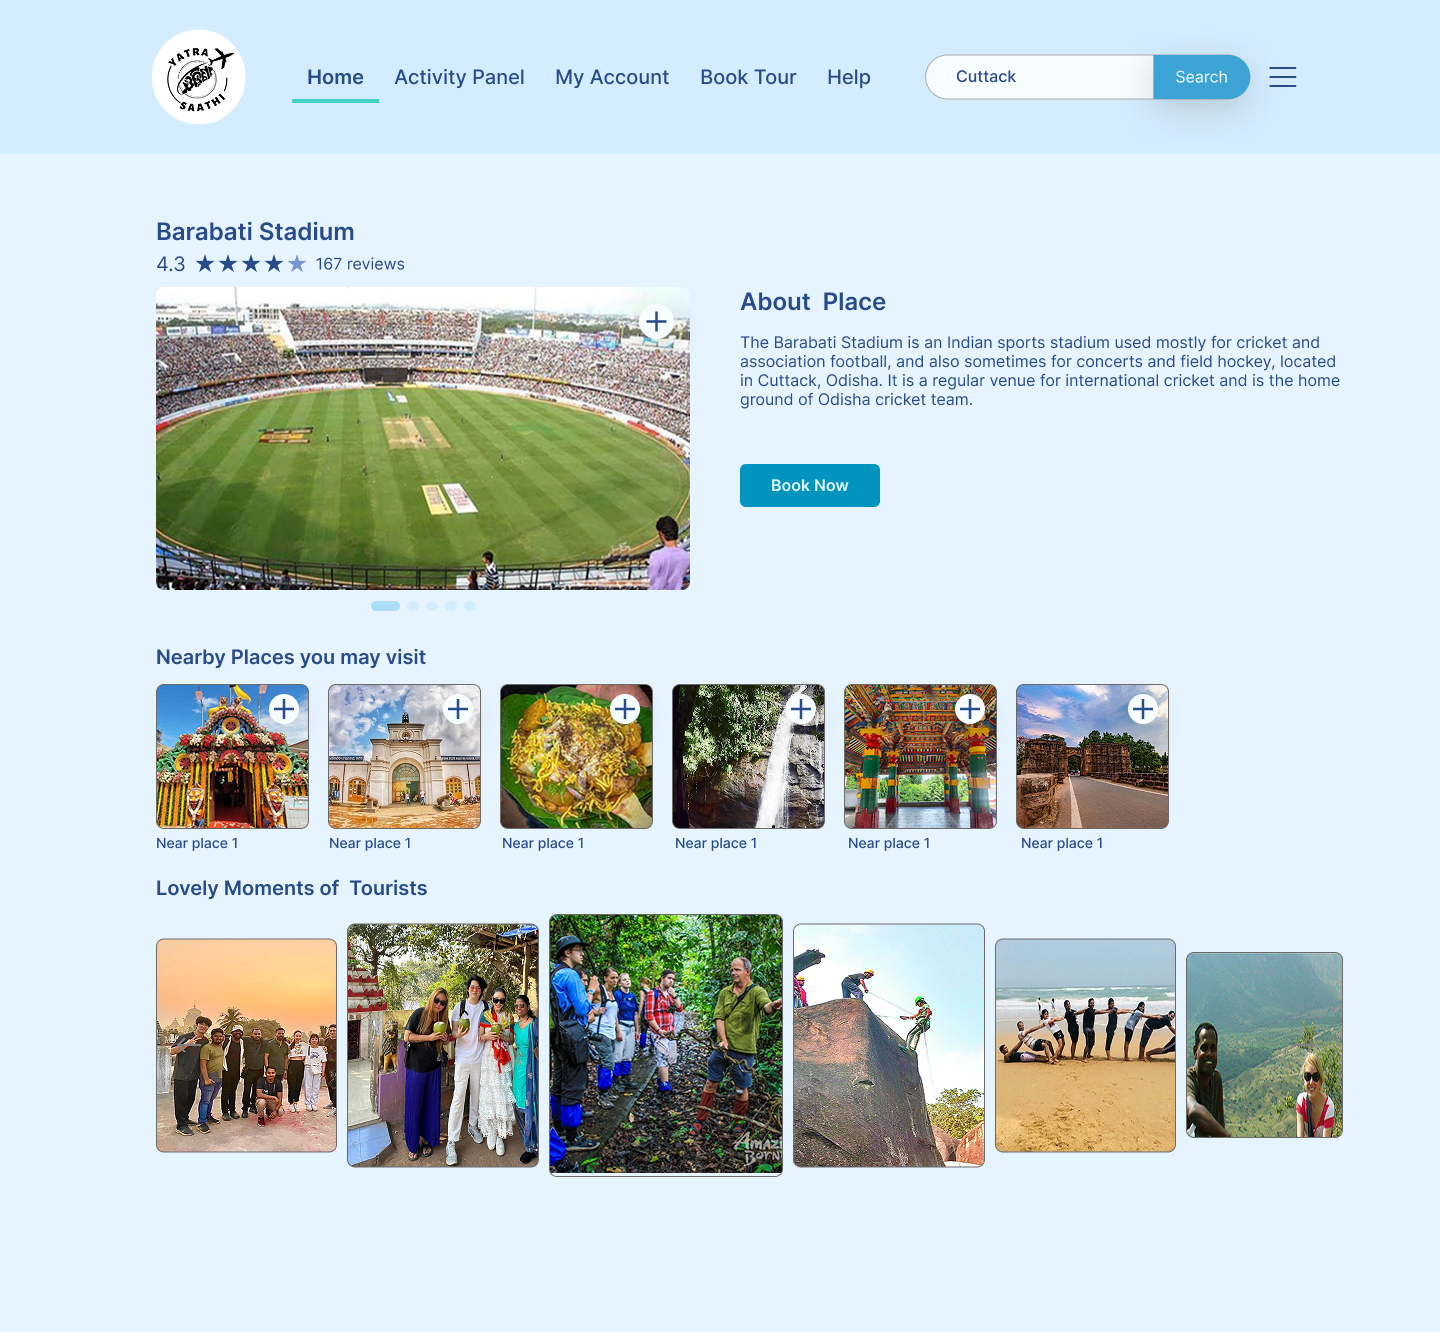 YATRA
SAATHI
Home
Activity Panel
My Account
Book Tour
Help
Cuttack
Search
Barabati Stadium
4.3 ★★★★★ 167 reviews
About Place
The Barabati Stadium is an Indian sports stadium used mostly for cricket and
association football, and also sometimes for concerts and field hockey, located
in Cuttack, Odisha. It is a regular venue for international cricket and is the home
ground of Odisha cricket team.
Book Now
Nearby Places you may visit
Near place 1
Near place 1
Near place 1
Near place 1
Near place 1
Near place 1
Lovely Moments of Tourists